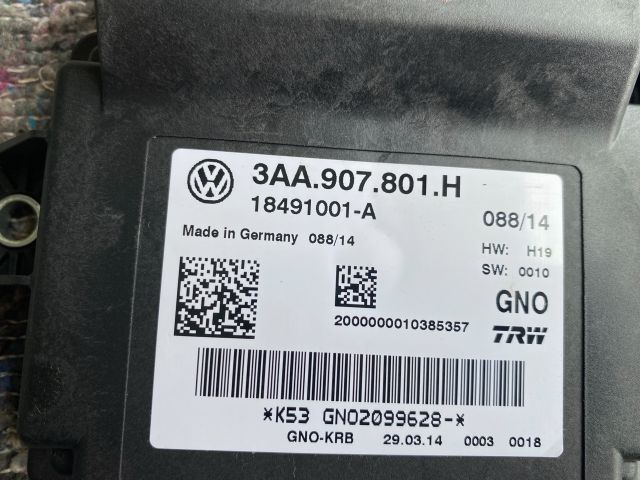 3AA.907.801.H
18491001-A
088/14
Made in Germany 088/14
HW: H19
SW: 0010
GNO
2000000010385357
TRW
*K53 GNO2099628-*
GNO-KRB 29.03.14 0003 0018